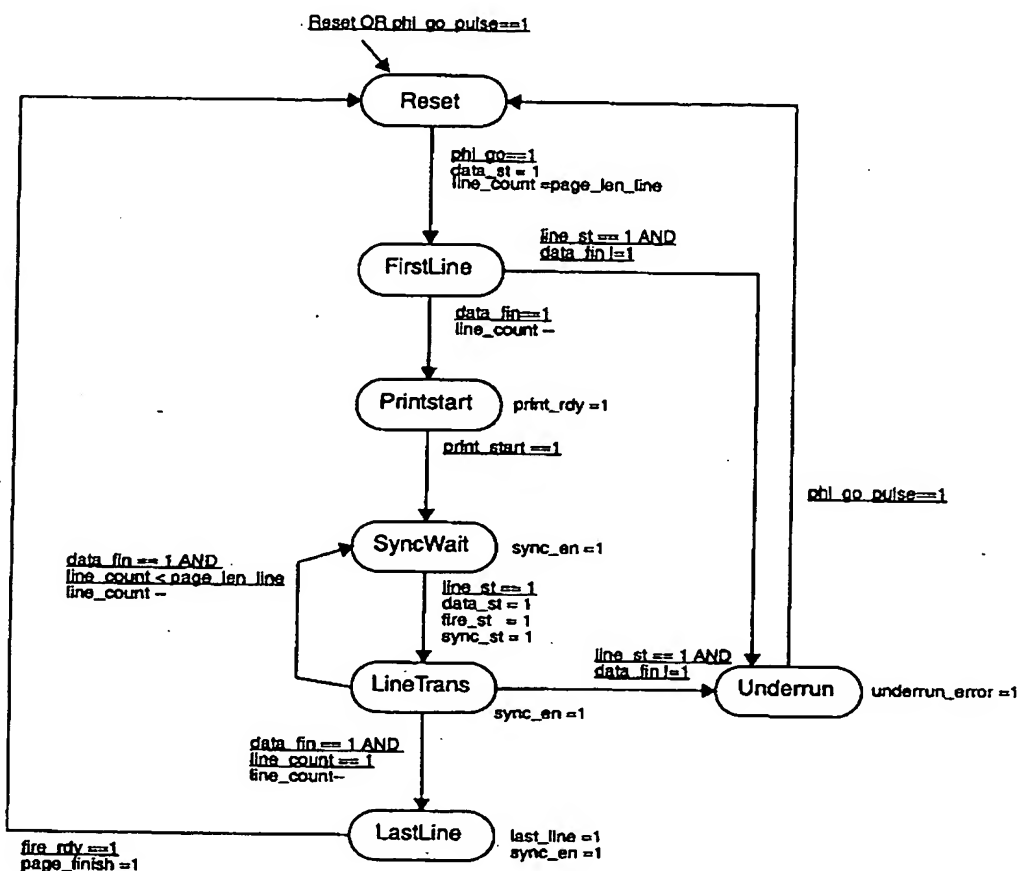 Reset OR phi_go_pulse==1
Reset
phi_go==1
data_st = 1
line_count =page_len_line
line_st == 1 AND
data_fin !=1
FirstLine
data_fin==1
line_count --
Printstart
print_rdy =1
print_start ==1
phi_go_pulse==1
SyncWait
sync_en =1
data_fin == 1 AND
line_count < page_len_line
line_count --
line_st == 1
data_st = 1
fire_st = 1
sync_st = 1
line_st == 1 AND
data_fin !=1
LineTrans
sync_en =1
Underrun
underrun_error =1
data_fin == 1 AND
line_count == 1
line_count--
LastLine
last_line =1
sync_en =1
fire_rdy ==1
page_finish =1